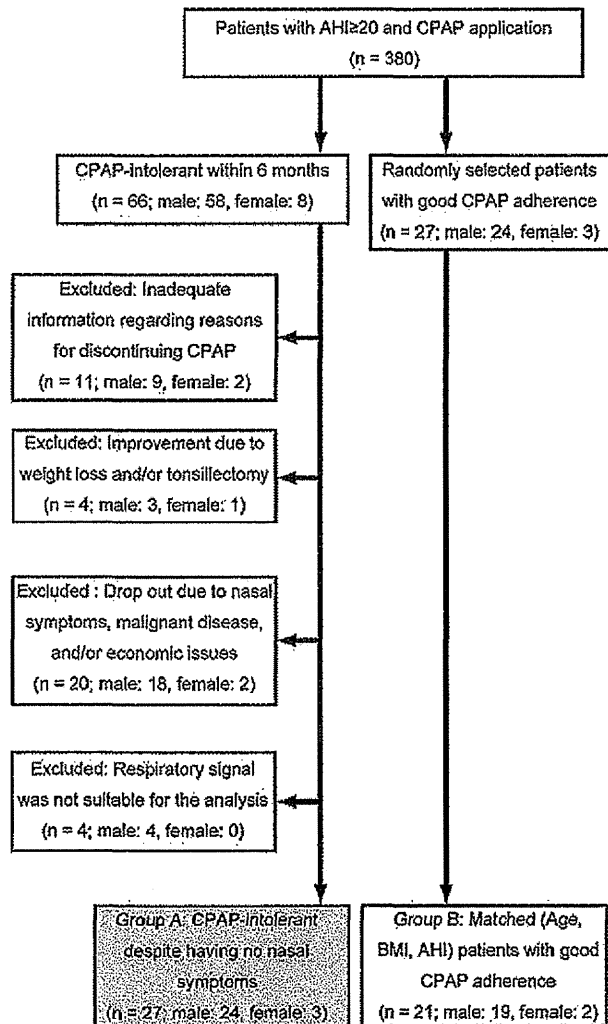 Patients with AHI≥20 and CPAP application
(n = 380)
CPAP-intolerant within 6 months
(n = 66; male: 58, female: 8)
Randomly selected patients
with good CPAP adherence
(n = 27; male: 24, female: 3)
Excluded: Inadequate
information regarding reasons
for discontinuing CPAP
(n = 11; male: 9, female: 2)
Excluded: Improvement due to
weight loss and/or tonsillectomy
(n = 4; male: 3, female: 1)
Excluded : Drop out due to nasal
symptoms, malignant disease,
and/or economic issues
(n = 20; male: 18, female: 2)
Excluded: Respiratory signal
was not suitable for the analysis
(n = 4; male: 4, female: 0)
Group A: CPAP-intolerant
despite having no nasal
symptoms
(n = 27; male: 24, female: 3)
Group B: Matched (Age,
BMI, AHI) patients with good
CPAP adherence
(n = 21; male: 19, female: 2)